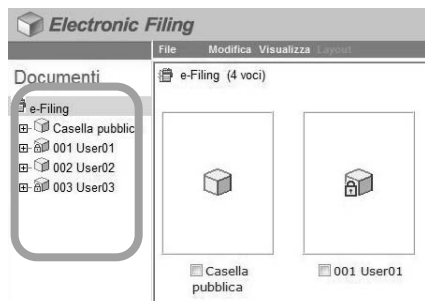 Electronic Filing
File Modifica Visualizza Layout
Documenti
e-Filing (4 voci)
e-Filing
Casella pubblic
001 User01
002 User02
003 User03
Casella
pubblica
001 User01